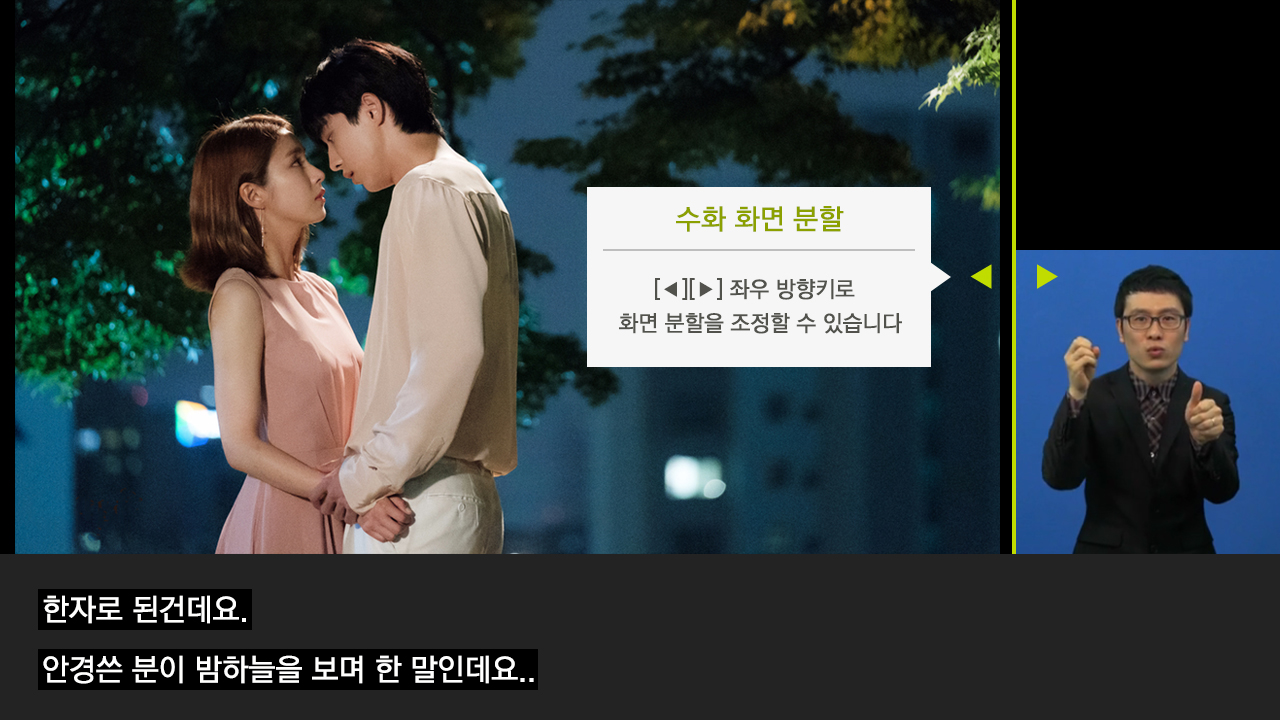 수화 화면 분할
[◀][▶] 좌우 방향키로
화면 분할을 조정할 수 있습니다
한자로 된건데요.
안경쓴 분이 밤하늘을 보며 한 말인데요..